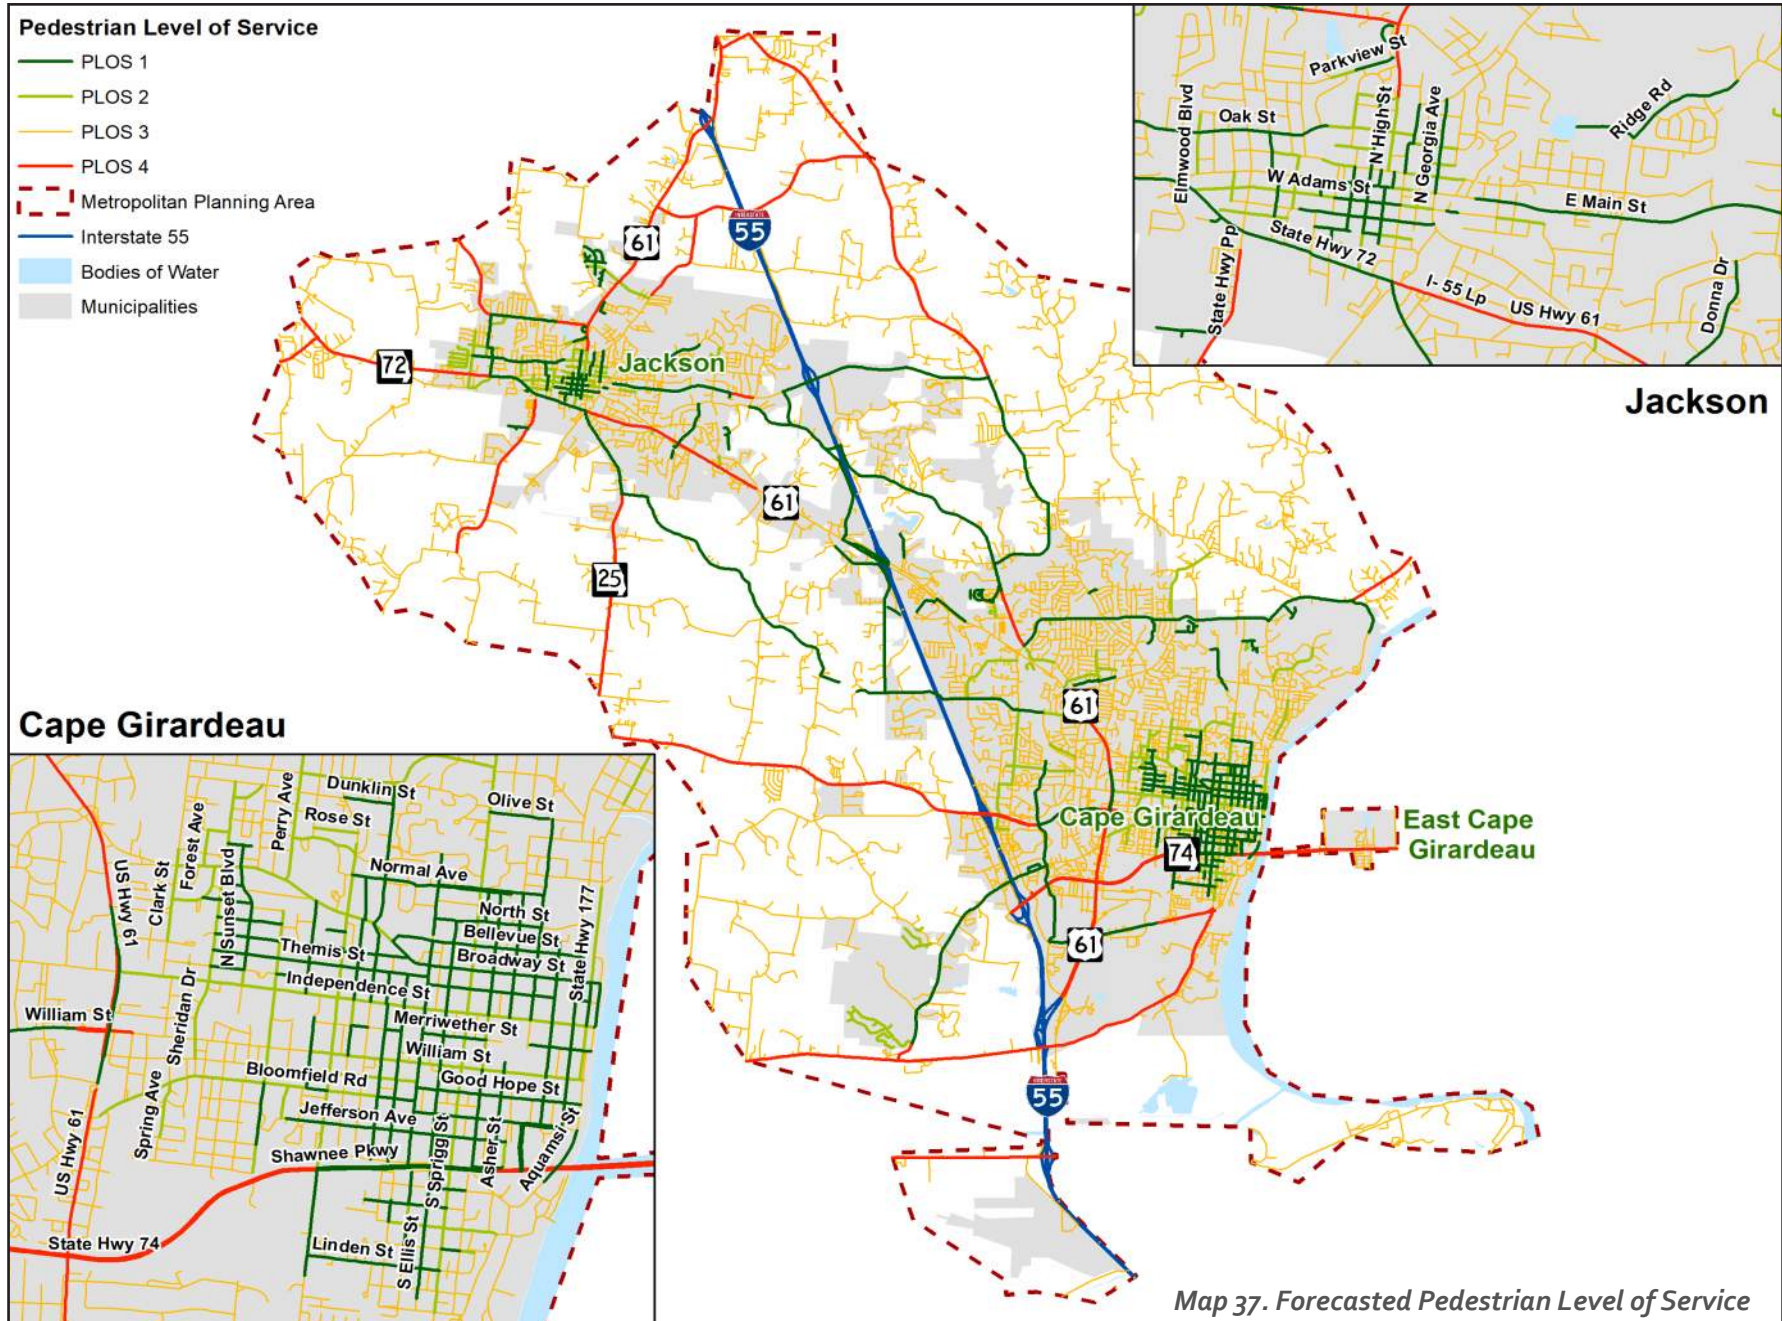 Pedestrian Level of Service
PLOS 1
PLOS 2
PLOS 3
PLOS 4
Metropolitan Planning Area
Interstate 55
Bodies of Water
Municipalities
Parkview St
Elmwood Blvd
Oak St
N High St
N Georgia Ave
Ridge Rd
W Adams St
E Main St
State Hwy Pp
State Hwy 72
I- 55 Lp
US Hwy 61
Donna Dr
Jackson
61
INTERSTATE
55
72
Jackson
61
25
61
Cape Girardeau
74
East Cape
Girardeau
61
INTERSTATE
55
Cape Girardeau
Dunklin St
Olive St
Perry Ave
Rose St
Forest Ave
US Hwy 61
Clark St
N Sunset Blvd
Normal Ave
North St
Bellevue St
Broadway St
State Hwy 177
Themis St
Independence St
Sheridan Dr
William St
Merriwether St
William St
Bloomfield Rd
Good Hope St
Spring Ave
Jefferson Ave
US Hwy 61
Shawnee Pkwy
S Sprigg St
Asher St
Aquamsi St
State Hwy 74
Linden St
S Ellis St
Map 37. Forecasted Pedestrian Level of Service